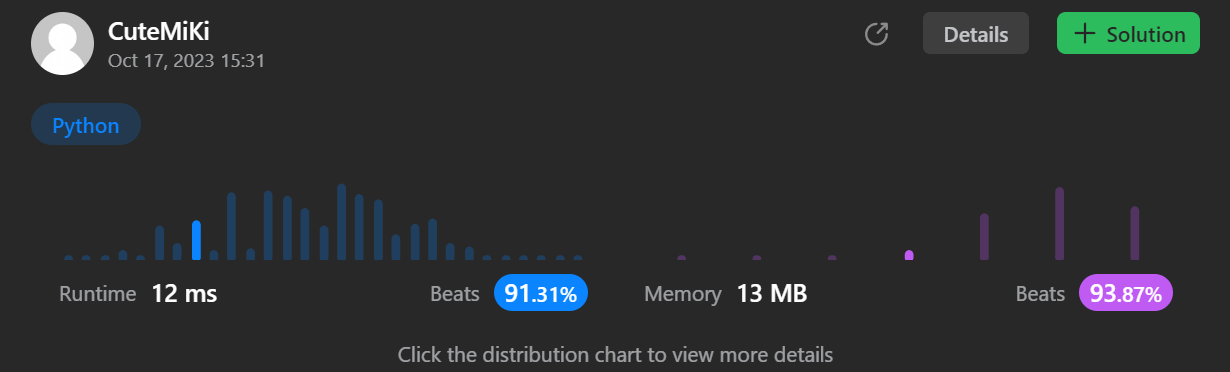 CuteMiKi
Oct 17, 2023 15:31
Details
+ Solution
Python
Runtime 12 ms
Beats 91.31%
Memory 13 MB
Beats 93.87%
Click the distribution chart to view more details